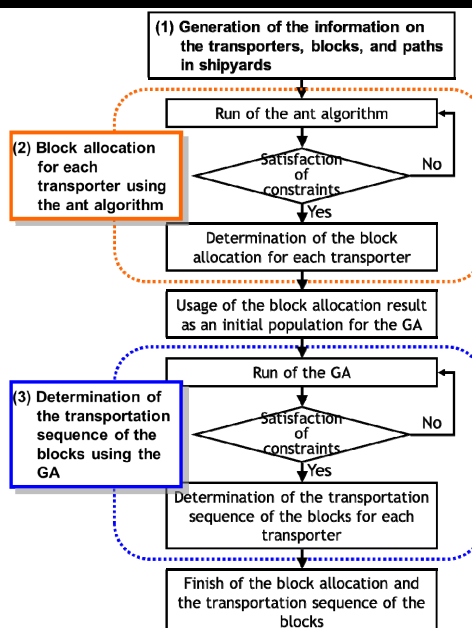 (1) Generation of the information on
the transporters, blocks, and paths
in shipyards
Run of the ant algorithm
(2) Block allocation
for each
transporter using
the ant algorithm
Satisfaction
of
constraints
No
Yes
Determination of the block
allocation for each transporter
Usage of the block allocation result
as an initial population for the GA
Run of the GA
(3) Determination of
the transportation
sequence of the
blocks using the
GA
Satisfaction
of
constraints
No
Yes
Determination of the transportation
sequence of the blocks for each
transporter
Finish of the block allocation and
the transportation sequence of the
blocks